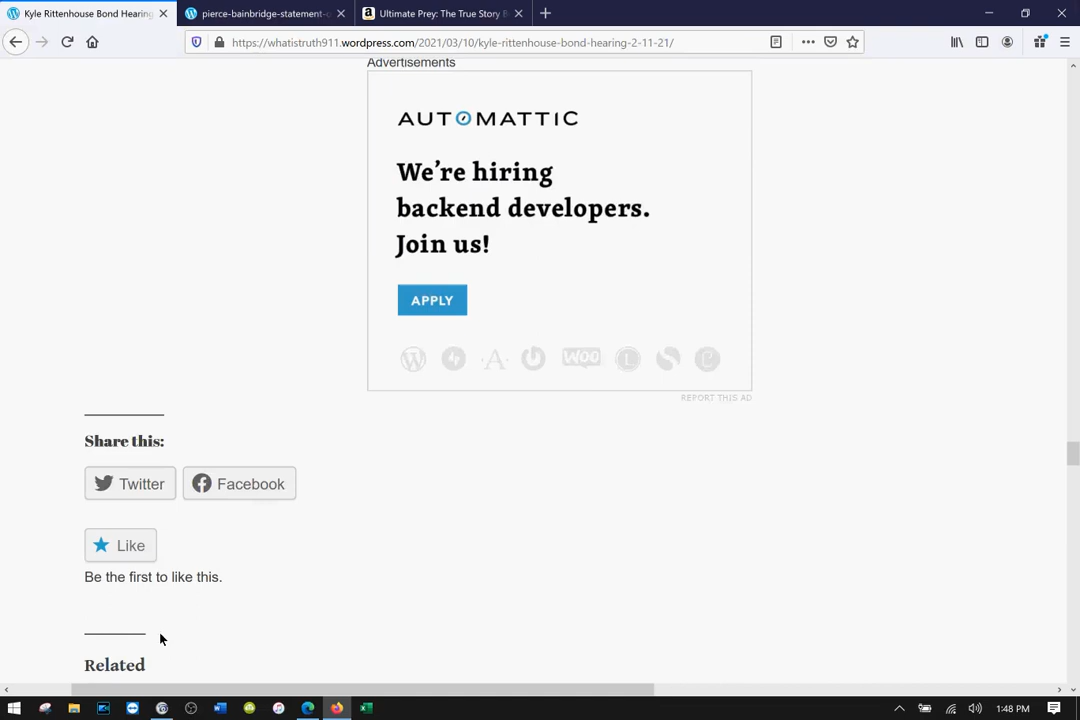 Kyle Rittenhouse Bond Hearing
pierce-bainbridge-statement-o
Ultimate Prey: The True Story B
https://whatistruth911.wordpress.com/2021/03/10/kyle-rittenhouse-bond-hearing-2-11-21/
Advertisements
AUTOMATTIC
We’re hiring
backend developers.
Join us!
APPLY
WOO
REPORT THIS AD
Share this:
Twitter
Facebook
Like
Be the first to like this.
Related
1:48 PM